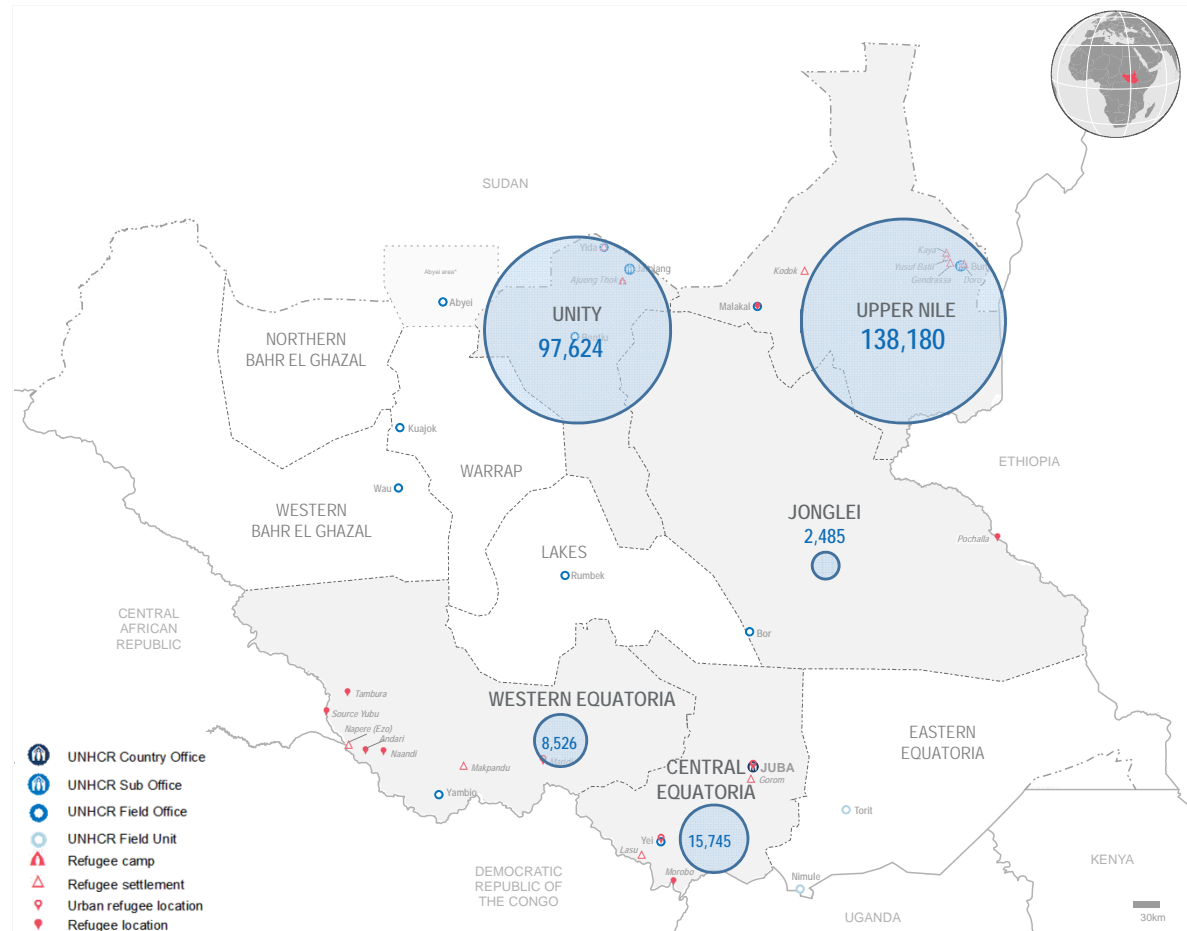 SUDAN
Kaya
Yida
Jamjang
Abyei area*
Yusuf Batil
Bunj
Kodok
Gendrassa
Doro
Ajuong Thok
Abyei
Malakal
UNITY
UPPER NILE
Bentiu
97,624
138,180
NORTHERN
BAHR EL GHAZAL
Kuajok
ETHIOPIA
WARRAP
Wau
WESTERN
BAHR EL GHAZAL
JONGLEI
2,485
Pochalla
LAKES
Rumbek
CENTRAL
AFRICAN
REPUBLIC
Bor
Tambura
WESTERN EQUATORIA
Source Yubu
Napere (Ezo)
Andari
Naandi
8,526
EASTERN
EQUATORIA
Maridi
Makpandu
CENTRAL
EQUATORIA
JUBA
Gorom
Yambio
Torit
Yei
15,745
Lasu
Morobo
Nimule
DEMOCRATIC
REPUBLIC OF
THE CONGO
KENYA
UGANDA
30km
UNHCR Country Office
UNHCR Sub Office
UNHCR Field Office
UNHCR Field Unit
Refugee camp
Refugee settlement
Urban refugee location
Refugee location